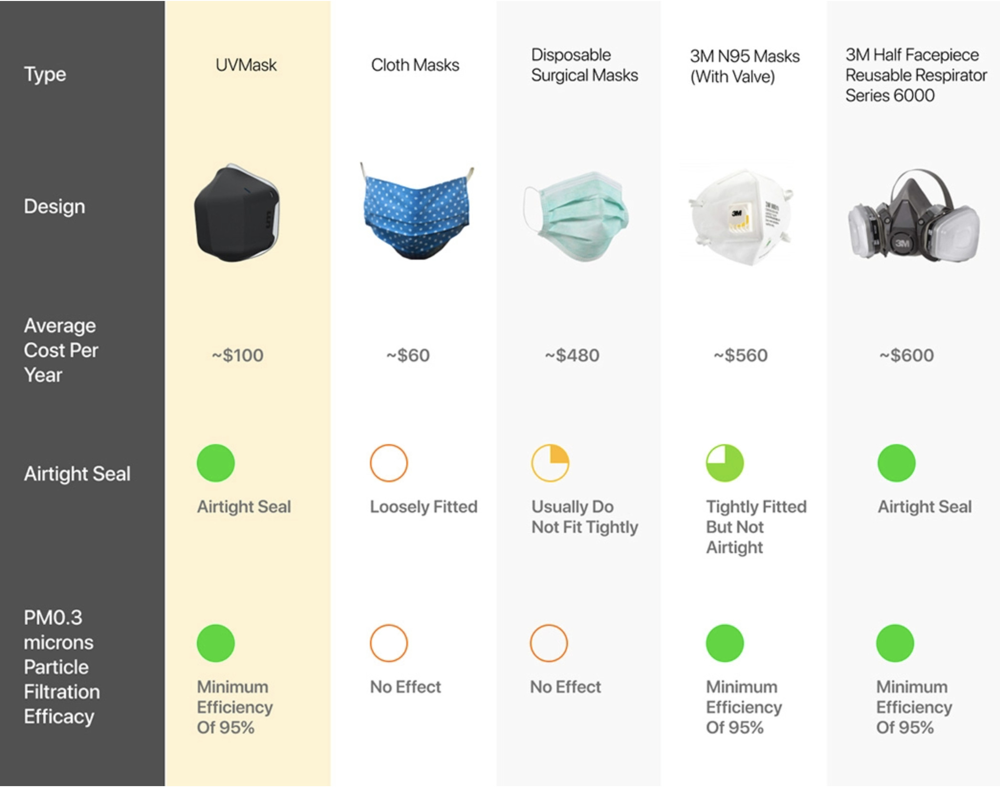 Type
UVMask
Cloth Masks
Disposable
Surgical Masks
3M N95 Masks
(With Valve)
3M Half Facepiece
Reusable Respirator
Series 6000
Design
um
3M
3M
Average
Cost Per
Year
~$100
~$60
~$480
~$560
~$600
Airtight Seal
Airtight Seal
Loosely Fitted
Usually Do
Not Fit Tightly
Tightly Fitted
But Not
Airtight
Airtight Seal
PM0.3
microns
Particle
Filtration
Efficacy
Minimum
Efficiency
Of 95%
No Effect
No Effect
Minimum
Efficiency
Of 95%
Minimum
Efficiency
Of 95%